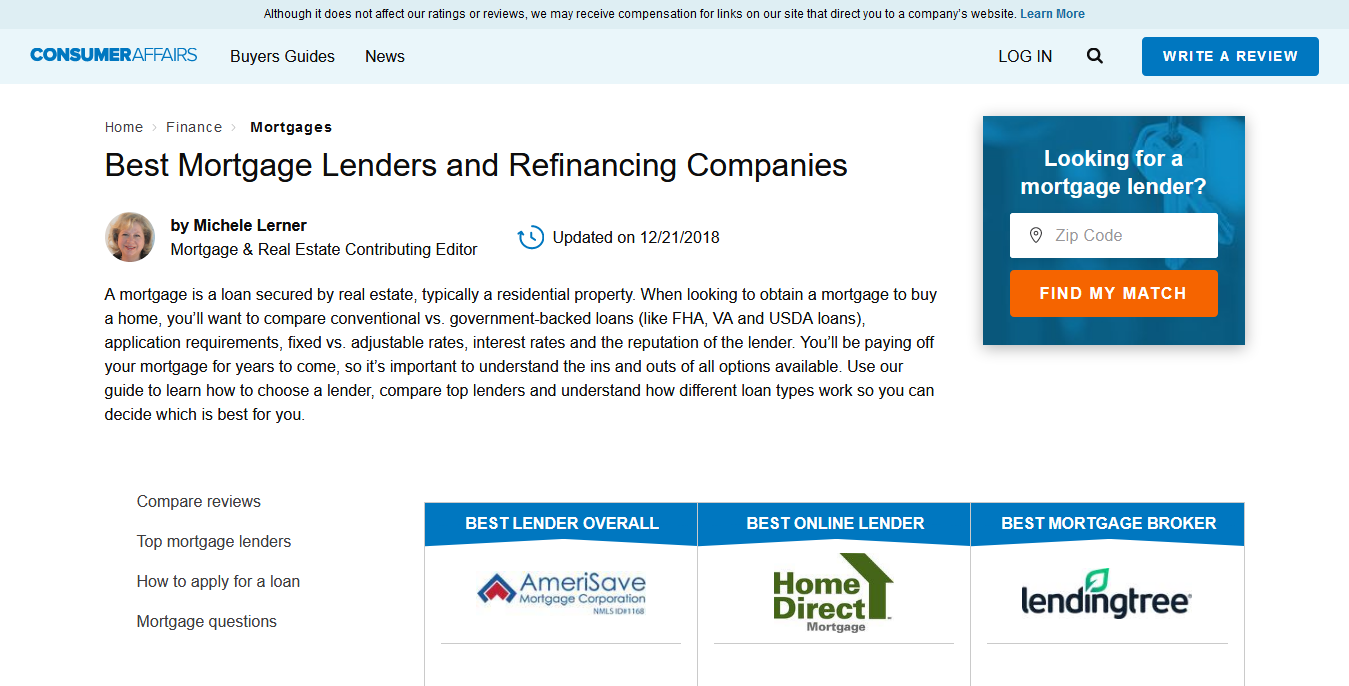 Although it does not affect our ratings or reviews, we may receive compensation for links on our site that direct you to a company's website. Learn More
CONSUMERAFFAIRS Buyers Guides News LOG IN WRITE A REVIEW
Home › Finance › Mortgages
Best Mortgage Lenders and Refinancing Companies
by Michele Lerner
Mortgage & Real Estate Contributing Editor
Updated on 12/21/2018
A mortgage is a loan secured by real estate, typically a residential property. When looking to obtain a mortgage to buy
a home, you'll want to compare conventional vs. government-backed loans (like FHA, VA and USDA loans),
application requirements, fixed vs. adjustable rates, interest rates and the reputation of the lender. You'll be paying off
your mortgage for years to come, so it's important to understand the ins and outs of all options available. Use our
guide to learn how to choose a lender, compare top lenders and understand how different loan types work so you can
decide which is best for you.
Looking for a
mortgage lender?
Zip Code
FIND MY MATCH
Compare reviews
Top mortgage lenders
How to apply for a loan
Mortgage questions
BEST LENDER OVERALL
AmeriSave
Mortgage Corporation
NMLS ID#1168
BEST ONLINE LENDER
Home
Direct
Mortgage
BEST MORTGAGE BROKER
lendingtree